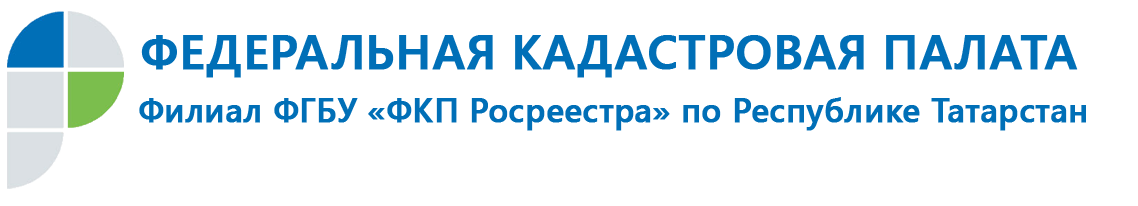 ФЕДЕРАЛЬНАЯ КАДАСТРОВАЯ ПАЛАТА
Филиал ФГБУ «ФКП Росреестра» по Республике Татарстан